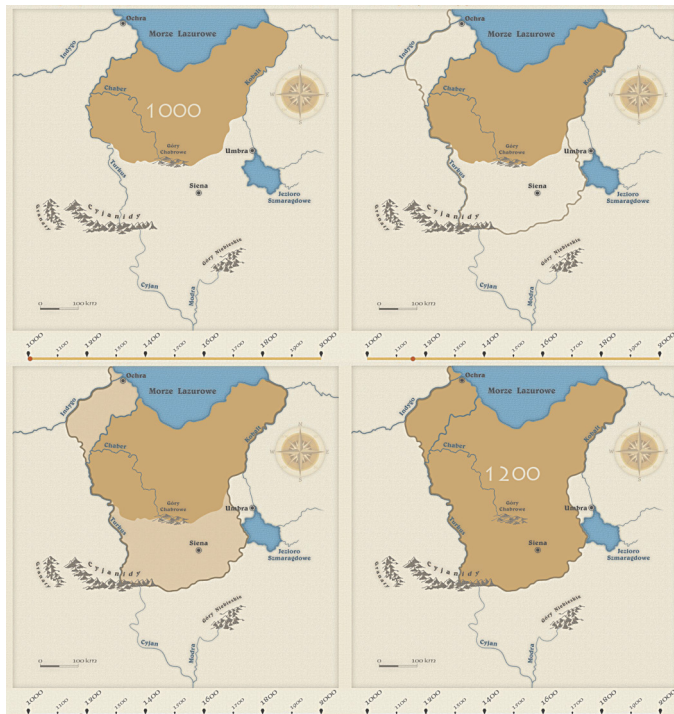 Ochra
Morze Lazurowe
Indygo
Kobalt
Chaber
1000
Góry
Chabrowe
Umbra
Turkus
Siena
Jezioro
Szmaragdowe
Granaty
Cyjanidy
Góry Niebieskie
Cyjan
Modra
0 100 km
Ochra
Morze Lazurowe
Indygo
Kobalt
Chaber
Góry
Chabrowe
Umbra
Turkus
Siena
Jezioro
Szmaragdowe
Granaty
Cyjanidy
Góry Niebieskie
Cyjan
Modra
0 100 km
1000 1100 1200 1300 1400 1500 1600 1700 1800 1900 2000
1000 1100 1200 1300 1400 1500 1600 1700 1800 1900 2000
Ochra
Morze Lazurowe
Indygo
Kobalt
Chaber
Góry
Chabrowe
Umbra
Turkus
Siena
Jezioro
Szmaragdowe
Granaty
Cyjanidy
Góry Niebieskie
Cyjan
Modra
0 100 km
Ochra
Morze Lazurowe
Indygo
Kobalt
Chaber
1200
Góry
Chabrowe
Umbra
Turkus
Siena
Jezioro
Szmaragdowe
Granaty
Cyjanidy
Góry Niebieskie
Cyjan
Modra
0 100 km
1000 1100 1200 1300 1400 1500 1600 1700 1800 1900 2000
1000 1100 1200 1300 1400 1500 1600 1700 1800 1900 2000